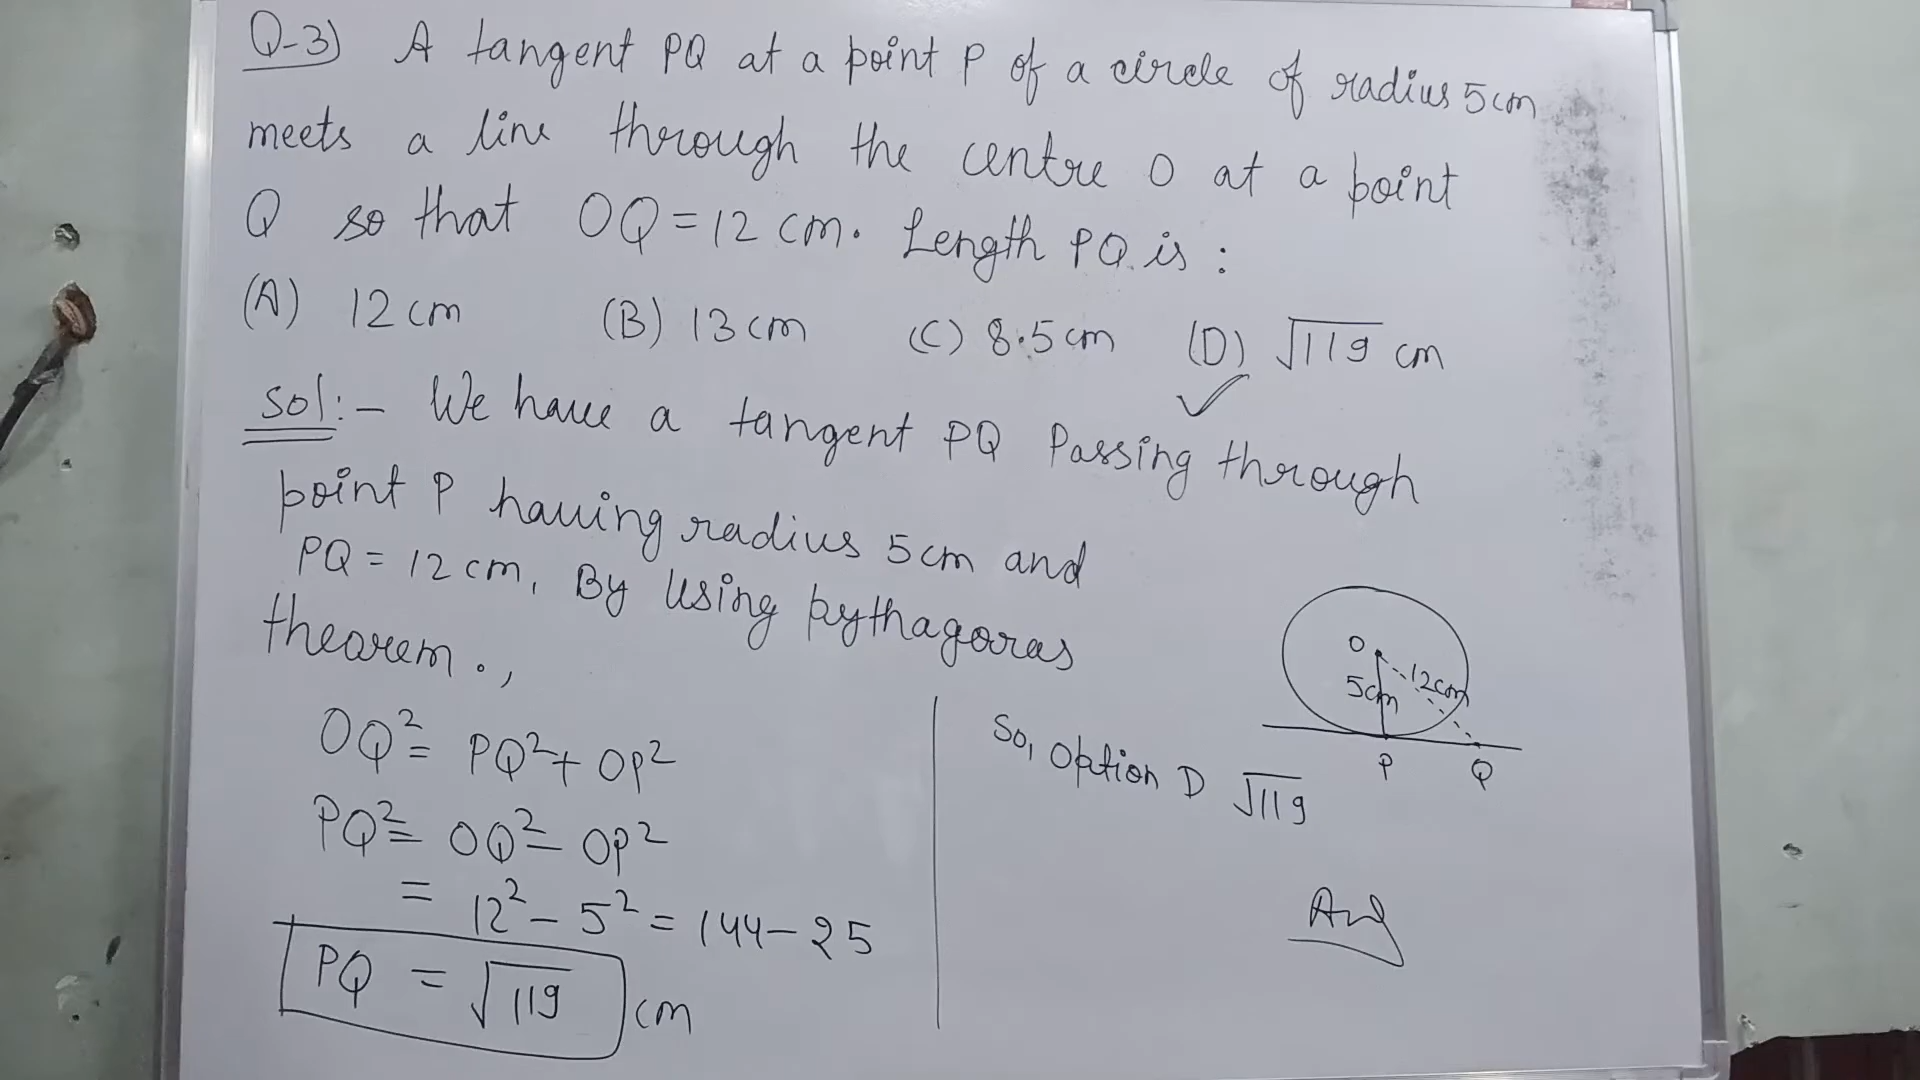 Q-3) A tangent PQ at a point P of a circle of radius 5cm
meets a line through the centre O at a point
Q so that OQ = 12 cm. Length PQ is :
(A) 12 cm (B) 13 cm (C) 8.5 cm (D) √119 cm
✓
Sol:- We have a tangent PQ Passing through
point P having radius 5 cm and
PQ = 12 cm, By Using pythagoras
theorem.,
OQ² = PQ² + OP²
PQ² = OQ² - OP²
= 12² - 5² = 144 - 25
PQ = √119 cm
So, Option D √119
O
12cm
5cm
P Q
Ans